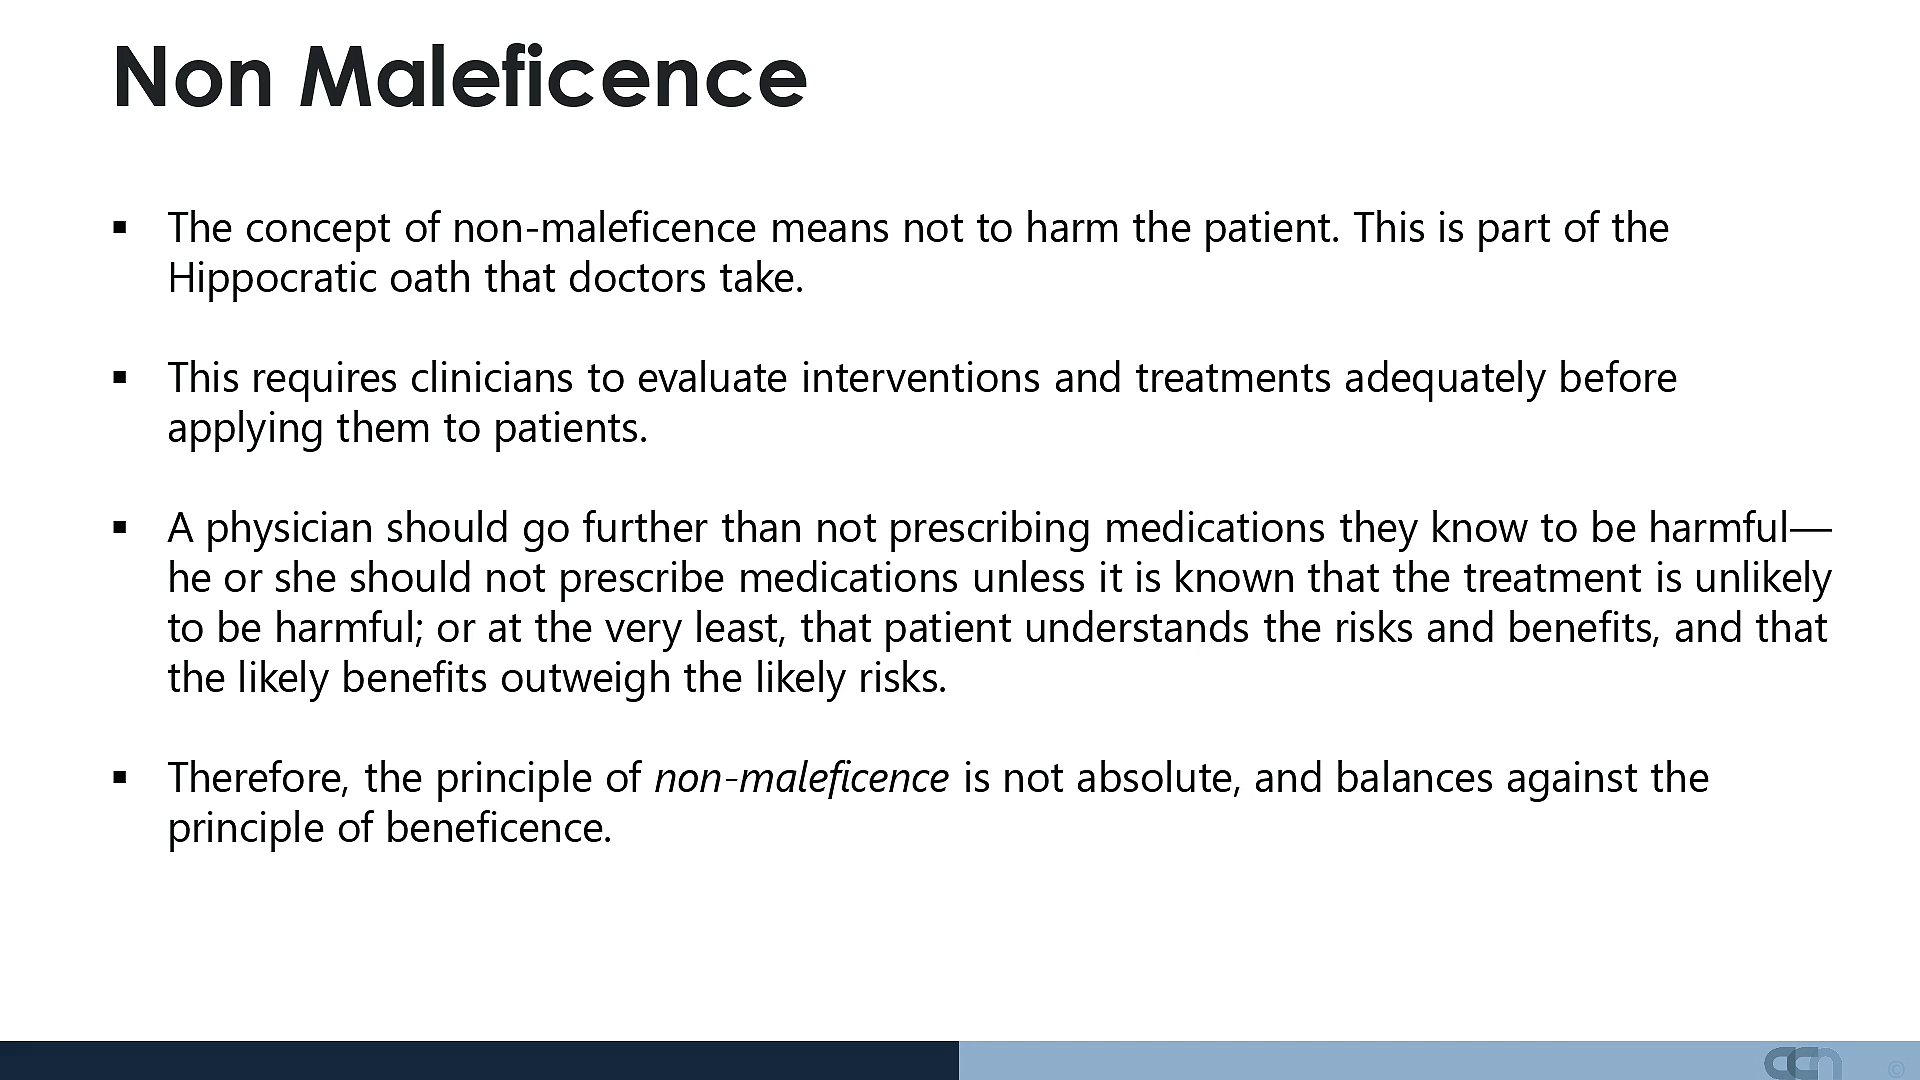 Non Maleficence
▪ The concept of non-maleficence means not to harm the patient. This is part of the
Hippocratic oath that doctors take.
▪ This requires clinicians to evaluate interventions and treatments adequately before
applying them to patients.
▪ A physician should go further than not prescribing medications they know to be harmful—
he or she should not prescribe medications unless it is known that the treatment is unlikely
to be harmful; or at the very least, that patient understands the risks and benefits, and that
the likely benefits outweigh the likely risks.
▪ Therefore, the principle of non-maleficence is not absolute, and balances against the
principle of beneficence.
©